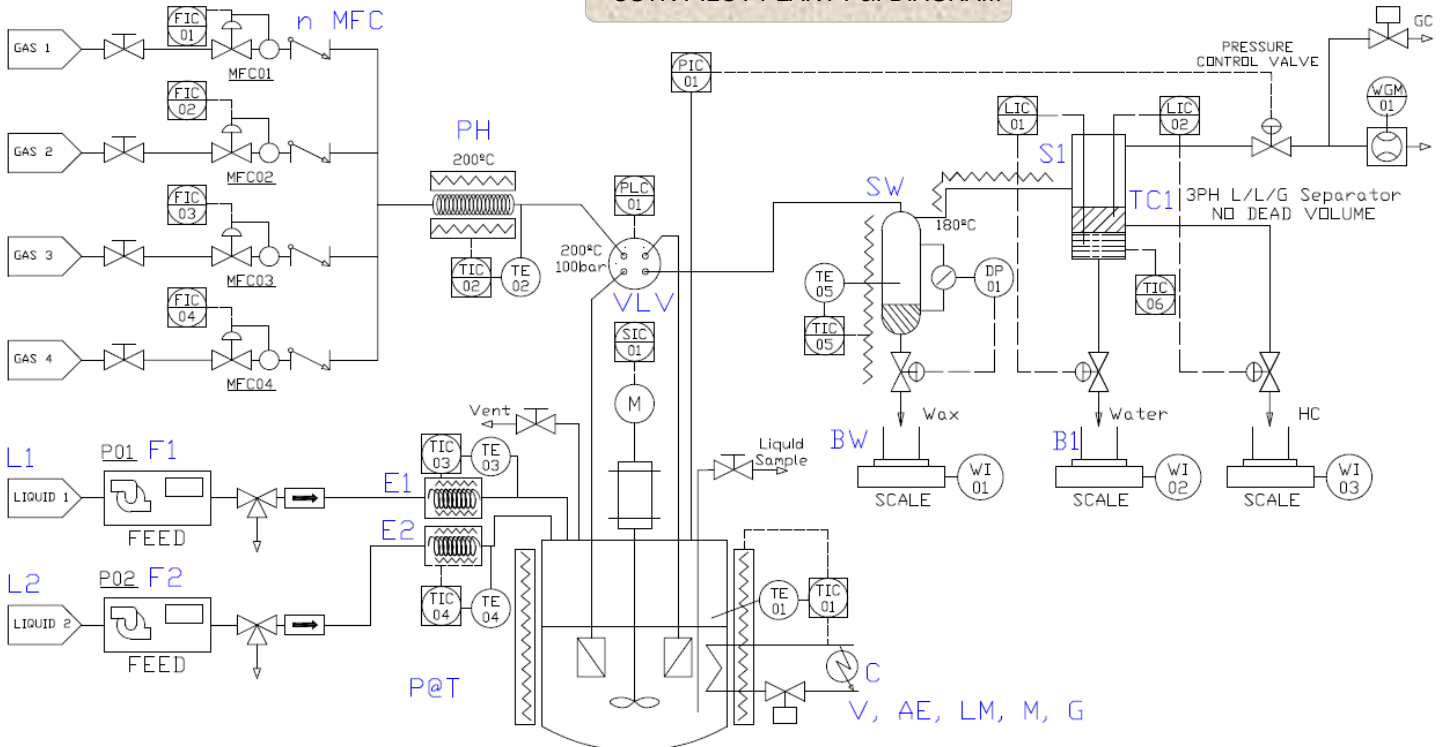 CSTR PILOT PLANT P&I DIAGRAM
n MFC
GAS 1
FIC 01
MFC01
GAS 2
FIC 02
MFC02
GAS 3
FIC 03
MFC03
GAS 4
FIC 04
MFC04
PH
200ºC
TIC 02
TE 02
PLC 01
200ºC
100bar
VLV
SIC 01
M
PIC 01
SW
180ºC
TE 05
TIC 05
DP 01
LIC 01
LIC 02
S1
TC1
3PH L/L/G Separator
NO DEAD VOLUME
TIC 06
PRESSURE
CONTROL VALVE
GC
WGM 01
Wax
Water
HC
BW
B1
SCALE
WI 01
SCALE
WI 02
SCALE
WI 03
Vent
Liquid
Sample
L1
P01 F1
LIQUID 1
FEED
TIC 03
TE 03
E1
E2
L2
P02 F2
LIQUID 2
FEED
TIC 04
TE 04
P@T
TE 01
TIC 01
C
V, AE, LM, M, G